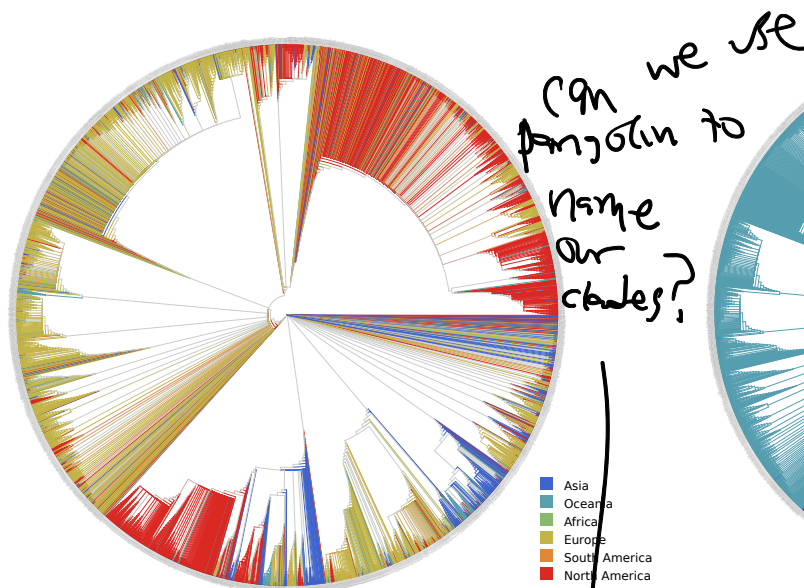 can we use
pangolin to
name
our
clades?
Asia
Oceania
Africa
Europe
South America
North America